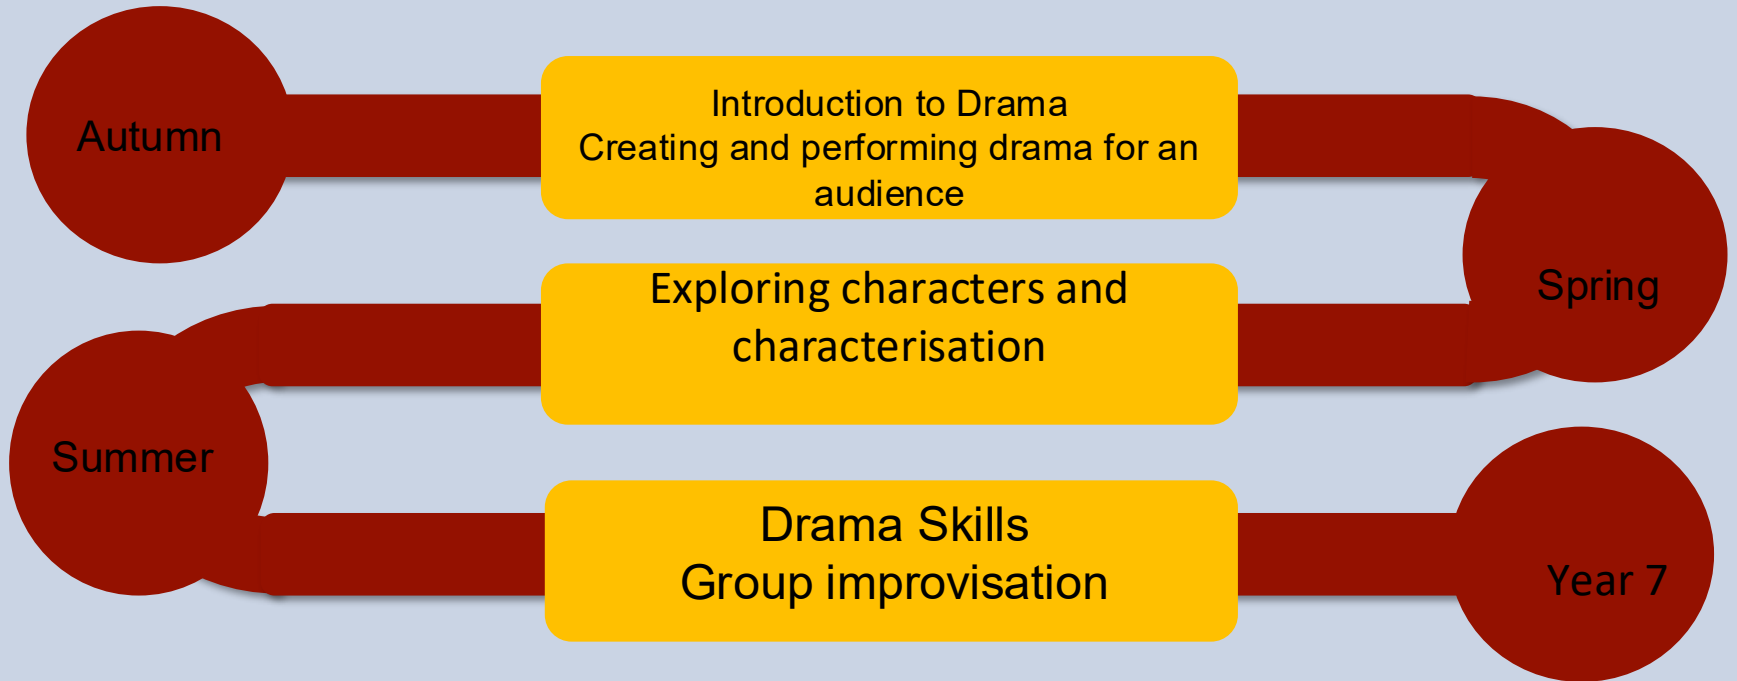 Autumn
Introduction to Drama
Creating and performing drama for an
audience
Spring
Exploring characters and
characterisation
Summer
Drama Skills
Group improvisation
Year 7